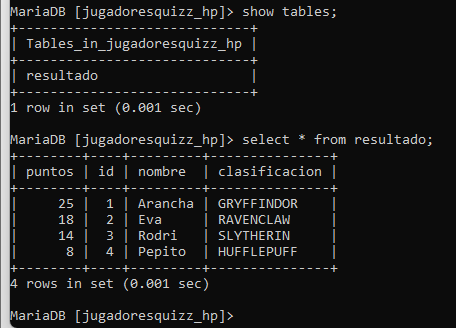 MariaDB [jugadoresquizz_hp]> show tables;
+-----------------------------+
| Tables_in_jugadoresquizz_hp |
+-----------------------------+
| resultado                   |
+-----------------------------+
1 row in set (0.001 sec)
MariaDB [jugadoresquizz_hp]> select * from resultado;
+--------+----+---------+---------------+
| puntos | id | nombre  | clasificacion |
+--------+----+---------+---------------+
|     25 |  1 | Arancha | GRYFFINDOR    |
|     18 |  2 | Eva     | RAVENCLAW     |
|     14 |  3 | Rodri   | SLYTHERIN     |
|      8 |  4 | Pepito  | HUFFLEPUFF    |
+--------+----+---------+---------------+
4 rows in set (0.001 sec)
MariaDB [jugadoresquizz_hp]>